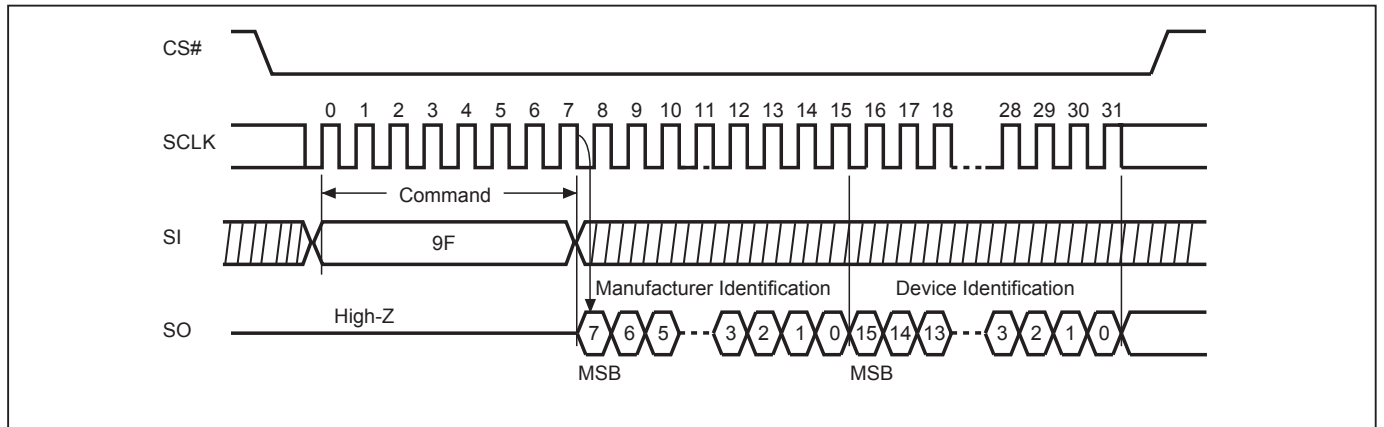 CS#
0 1 2 3 4 5 6 7 8 9 10 11 12 13 14 15 16 17 18 28 29 30 31
SCLK
Command
SI
9F
Manufacturer Identification Device Identification
High-Z
SO
7 6 5 3 2 1 0 15 14 13 3 2 1 0
MSB MSB